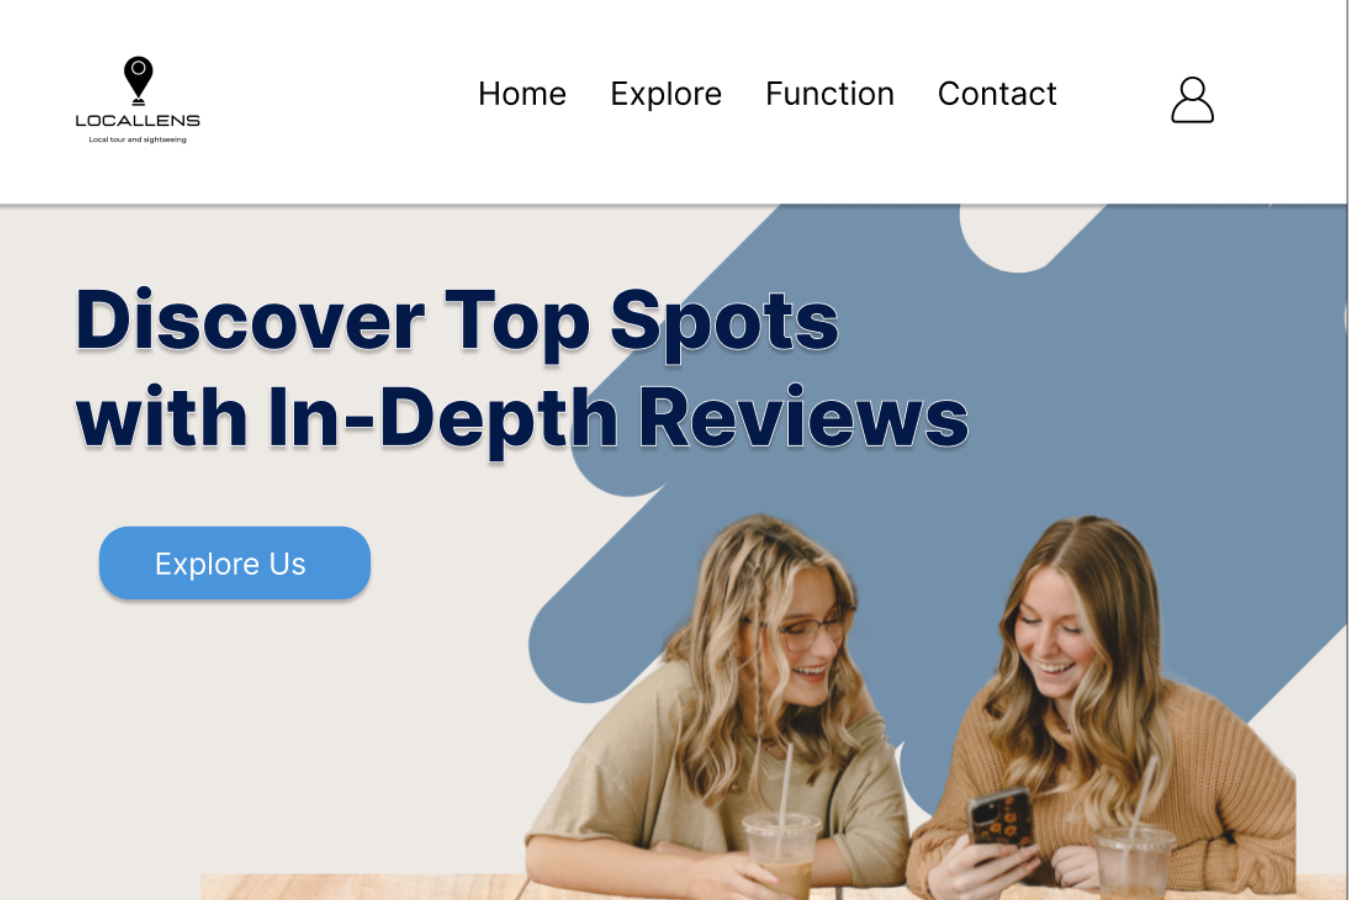 LOCALLENS
Local tour and sightseeing
Home Explore Function Contact
Discover Top Spots
with In-Depth Reviews
Explore Us